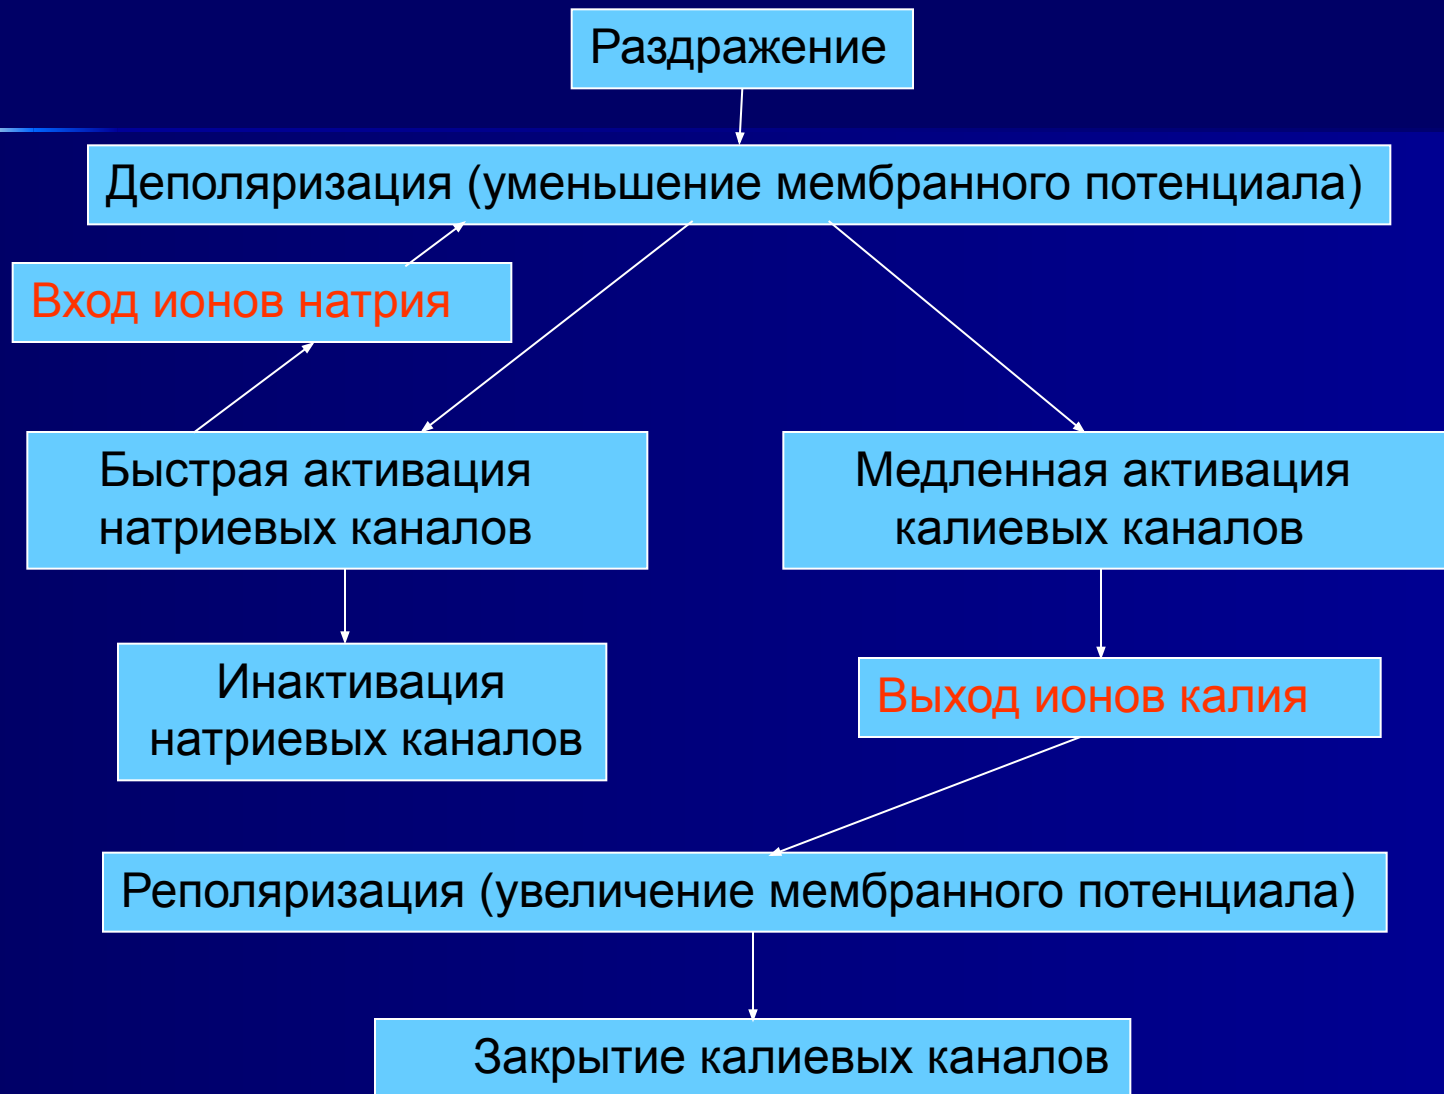 Раздражение
Деполяризация (уменьшение мембранного потенциала)
Вход ионов натрия
Быстрая активация
натриевых каналов
Медленная активация
калиевых каналов
Инактивация
натриевых каналов
Выход ионов калия
Реполяризация (увеличение мембранного потенциала)
Закрытие калиевых каналов